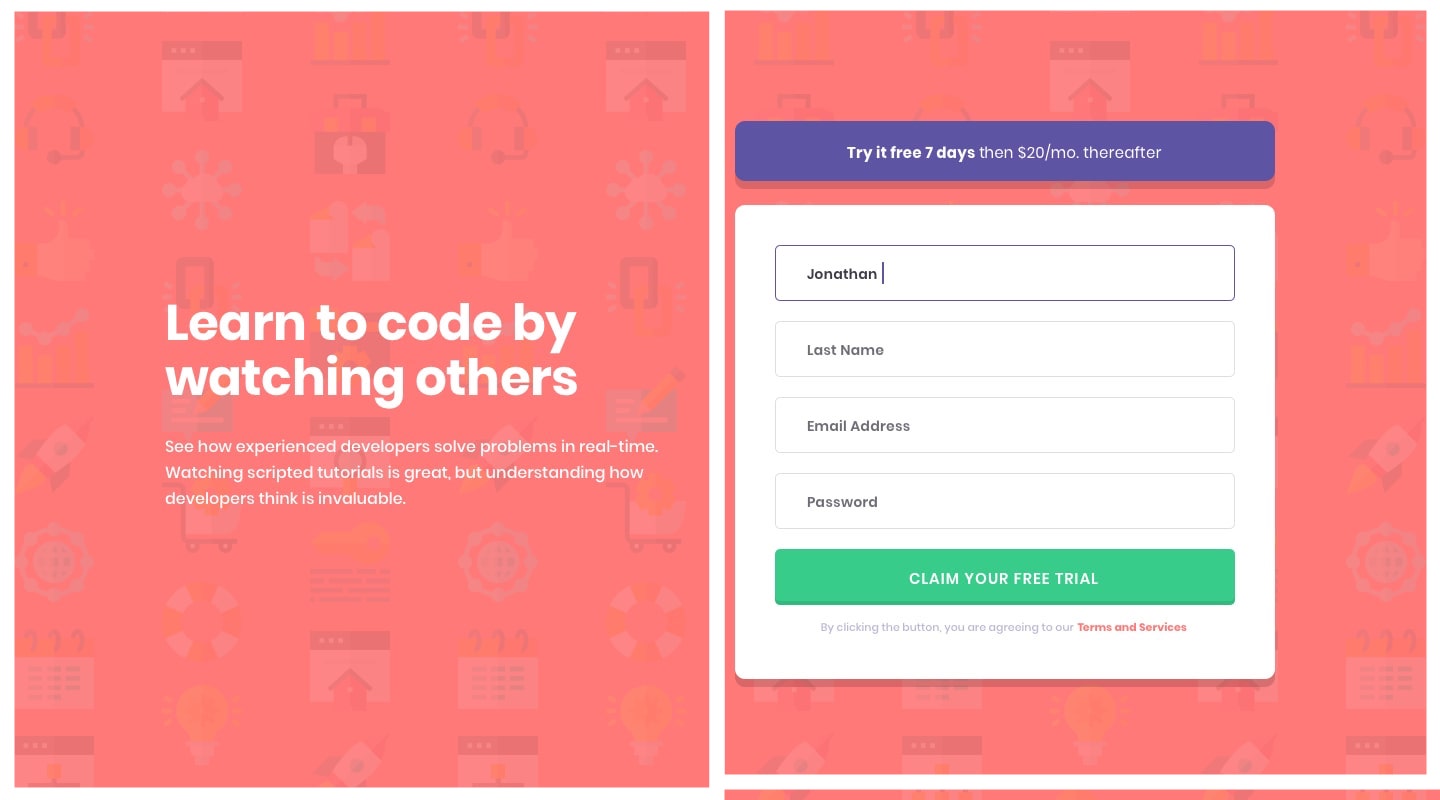 Learn to code by
watching others
See how experienced developers solve problems in real-time.
Watching scripted tutorials is great, but understanding how
developers think is invaluable.
Try it free 7 days then $20/mo. thereafter
Jonathan
Last Name
Email Address
Password
CLAIM YOUR FREE TRIAL
By clicking the button, you are agreeing to our Terms and Services